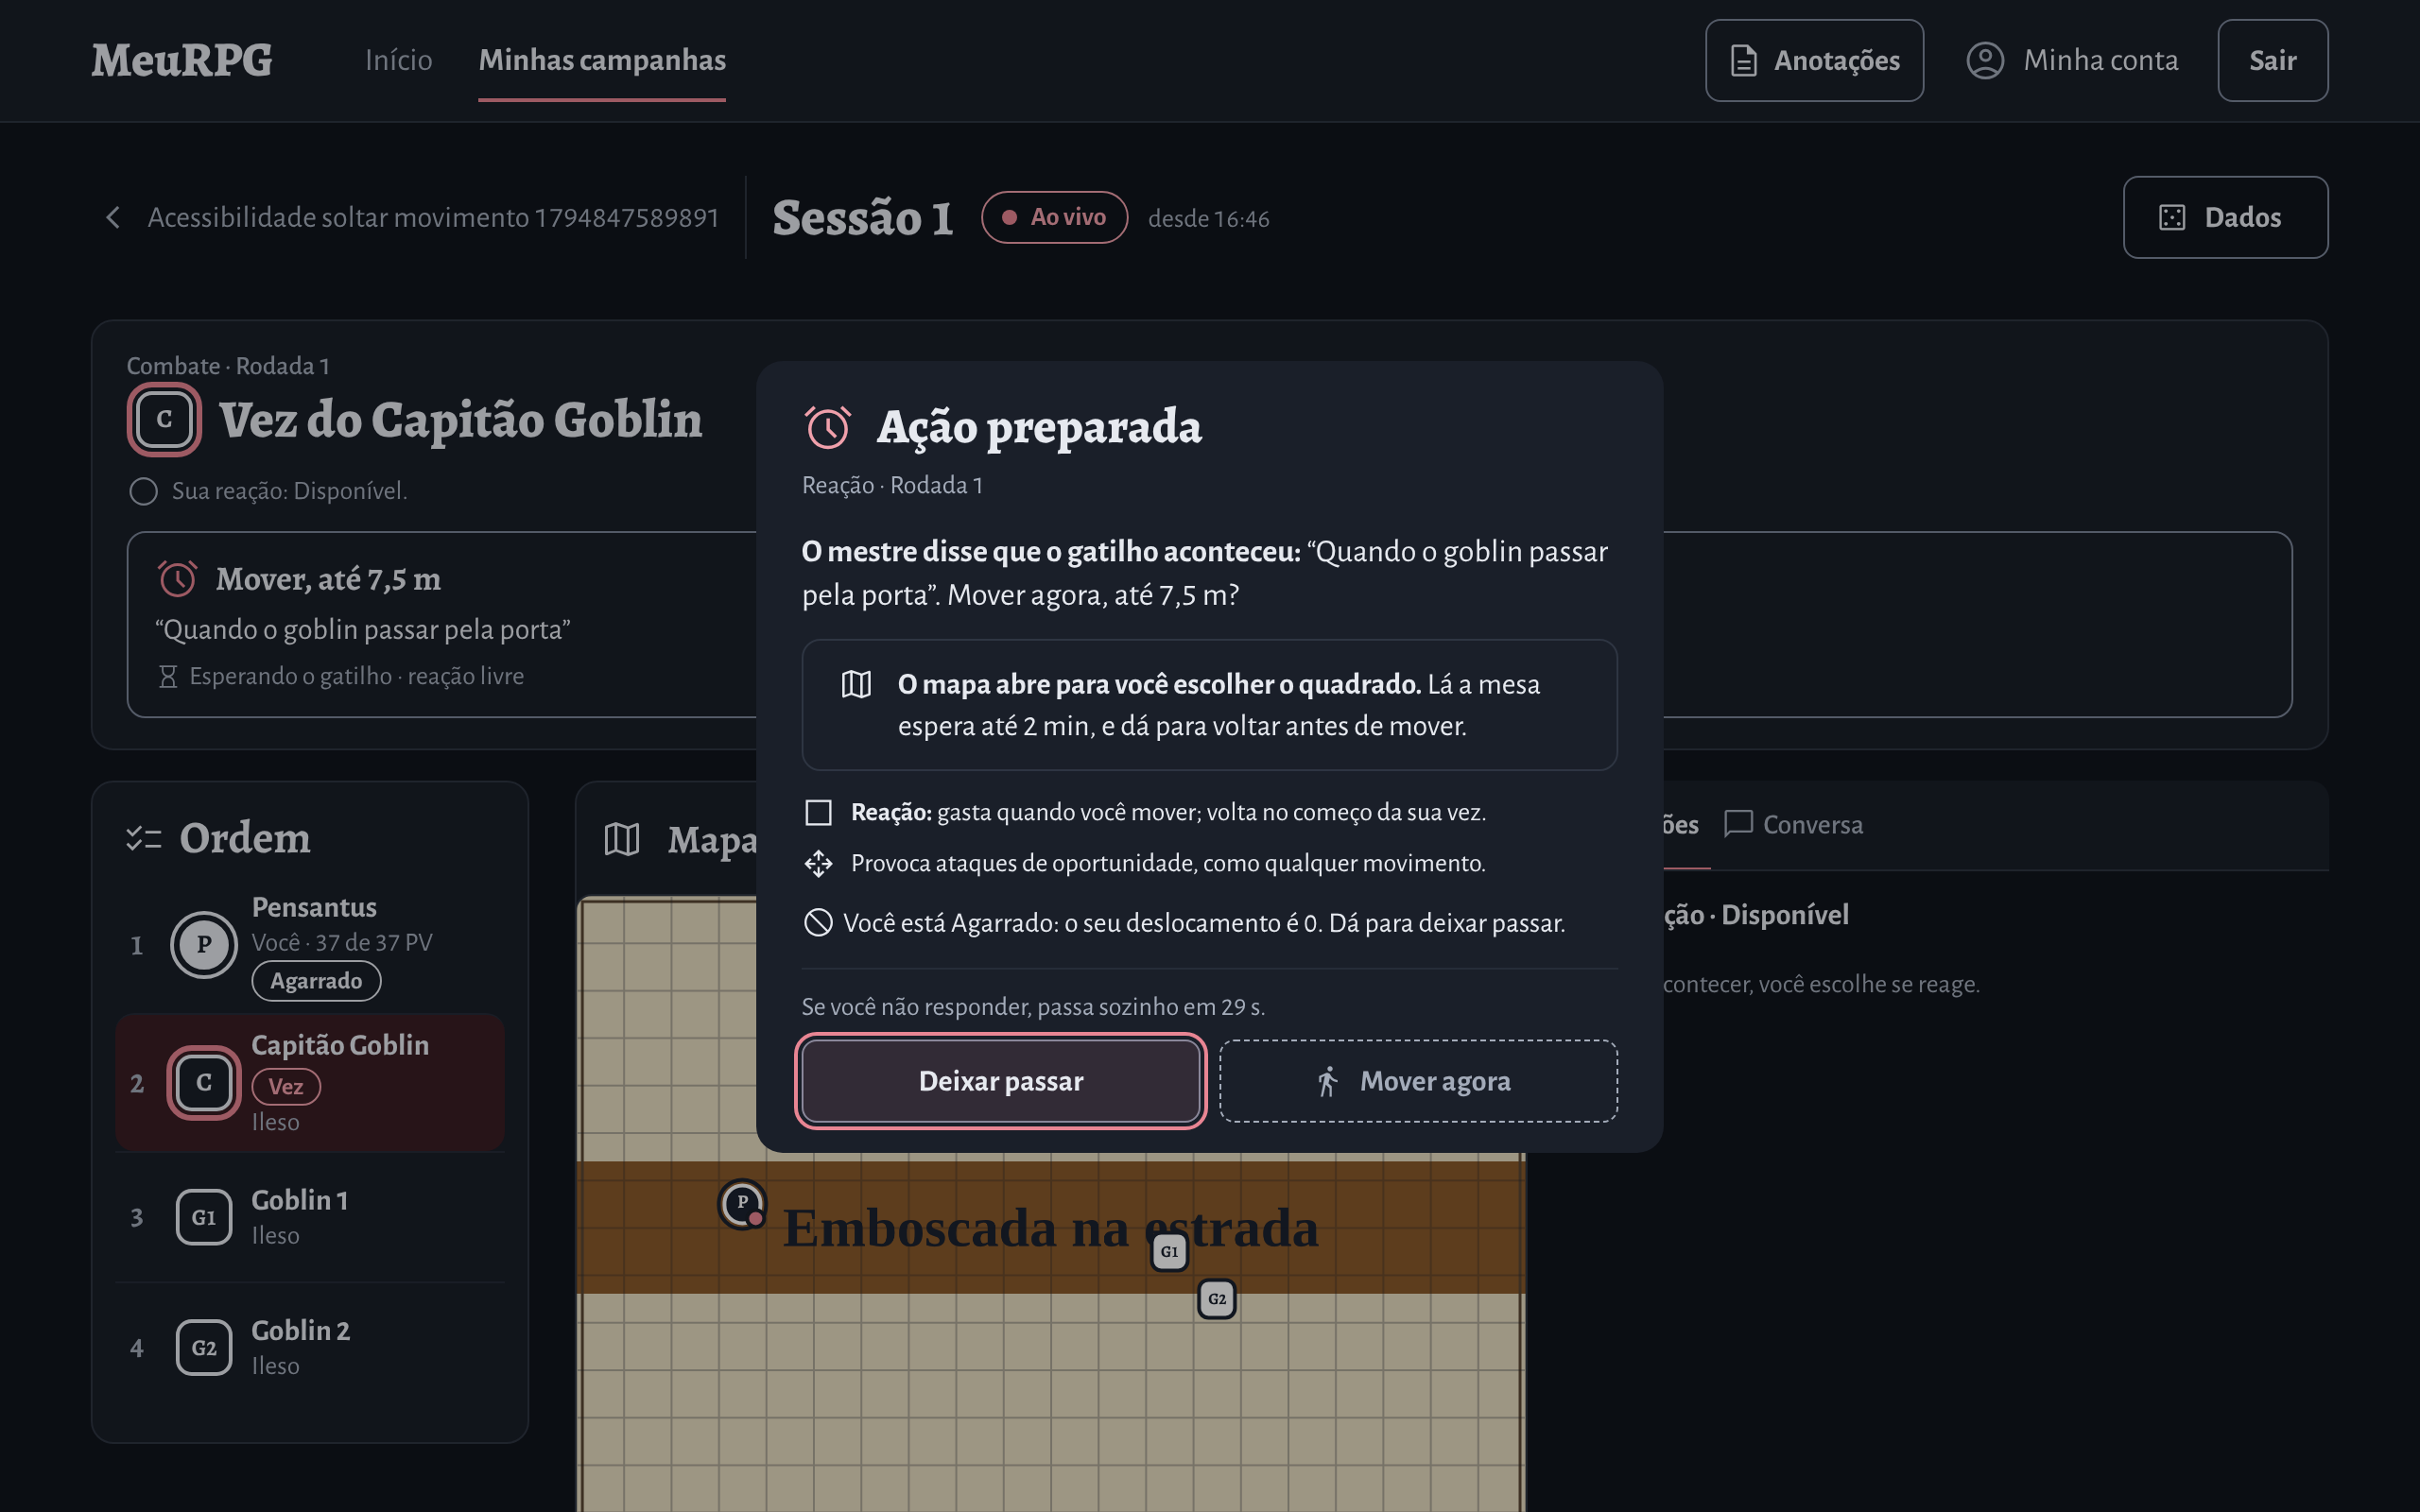 MeuRPG
Início
Minhas campanhas
Anotações
Minha conta
Sair
Acessibilidade soltar movimento 1794847589891
Sessão 1
Ao vivo
desde 16:46
Dados
Combate · Rodada 1
C
Vez do Capitão Goblin
Sua reação: Disponível.
Mover, até 7,5 m
“Quando o goblin passar pela porta”
Esperando o gatilho · reação livre
Ação preparada
Reação · Rodada 1
O mestre disse que o gatilho aconteceu: “Quando o goblin passar
pela porta”. Mover agora, até 7,5 m?
O mapa abre para você escolher o quadrado. Lá a mesa
espera até 2 min, e dá para voltar antes de mover.
Reação: gasta quando você mover; volta no começo da sua vez.
Provoca ataques de oportunidade, como qualquer movimento.
Você está Agarrado: o seu deslocamento é 0. Dá para deixar passar.
Se você não responder, passa sozinho em 29 s.
Deixar passar
Mover agora
Ordem
1
P
Pensantus
Você · 37 de 37 PV
Agarrado
2
C
Capitão Goblin
Vez
Ileso
3
G1
Goblin 1
Ileso
4
G2
Goblin 2
Ileso
Mapa
P
Emboscada na estrada
G1
G2
ões
Conversa
ção · Disponível
contecer, você escolhe se reage.